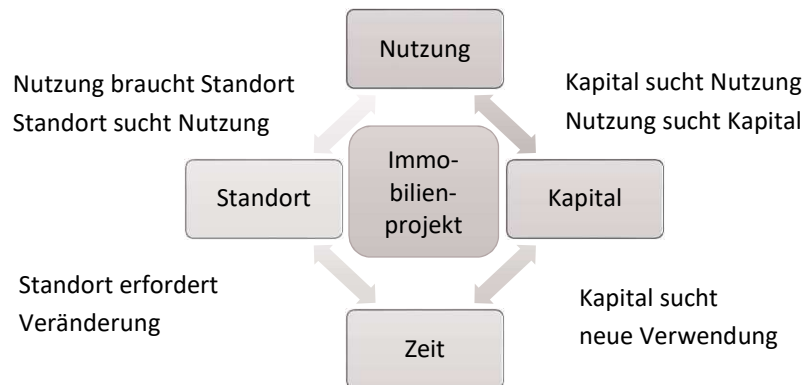 Nutzung
Nutzung braucht Standort
Standort sucht Nutzung
Kapital sucht Nutzung
Nutzung sucht Kapital
Standort
Immo-
bilien-
projekt
Kapital
Standort erfordert
Veränderung
Kapital sucht
neue Verwendung
Zeit